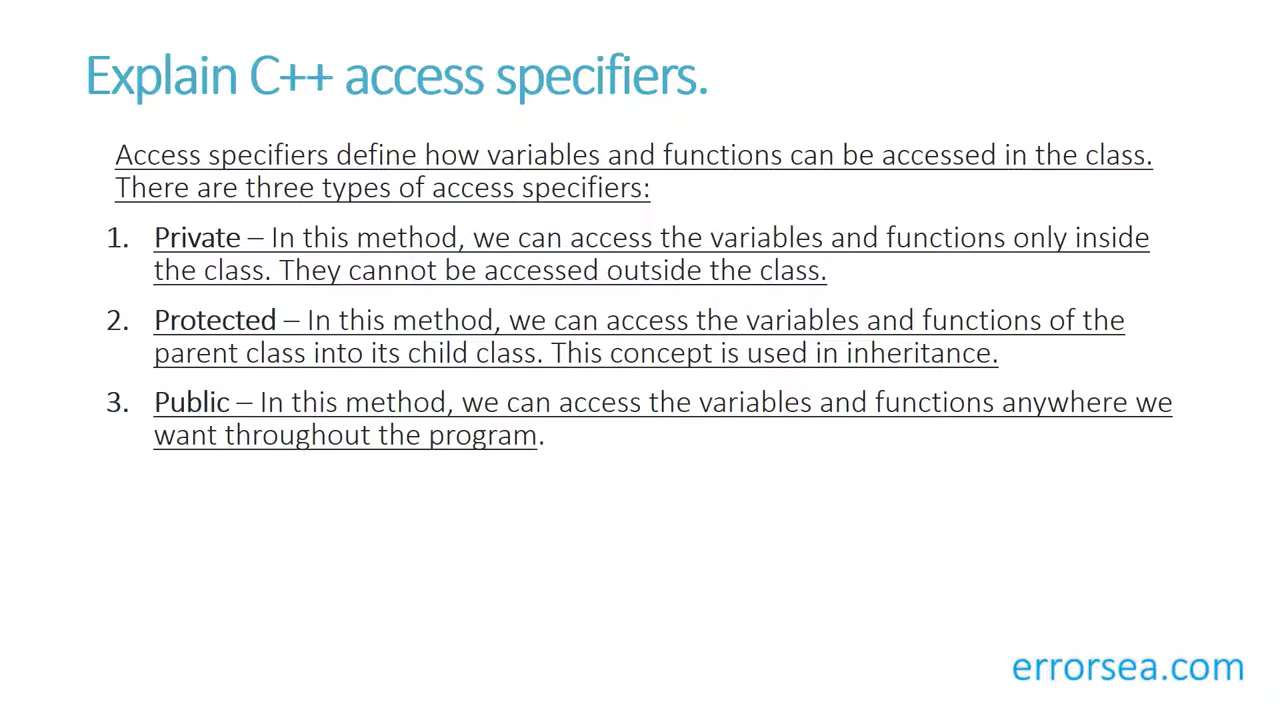 Explain C++ access specifiers.
Access specifiers define how variables and functions can be accessed in the class.
There are three types of access specifiers:
1. Private – In this method, we can access the variables and functions only inside
the class. They cannot be accessed outside the class.
2. Protected – In this method, we can access the variables and functions of the
parent class into its child class. This concept is used in inheritance.
3. Public – In this method, we can access the variables and functions anywhere we
want throughout the program.
errorsea.com